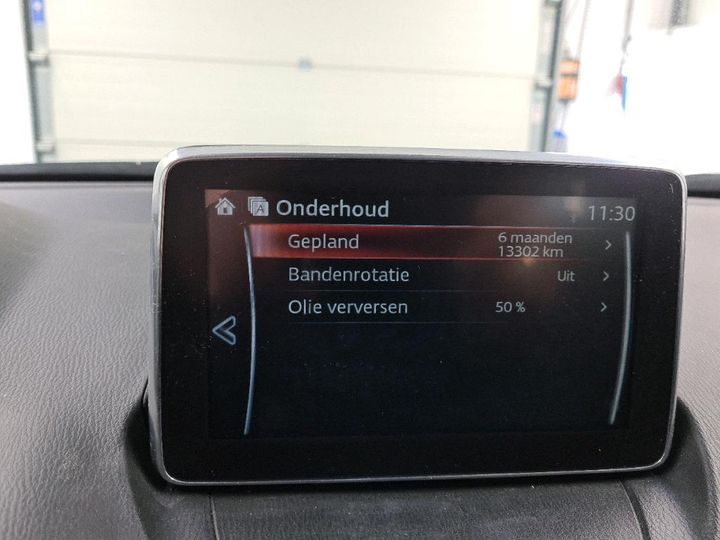 Onderhoud
11:30
Gepland
6 maanden
13302 km
Bandenrotatie
Uit
Olie verversen
50 %